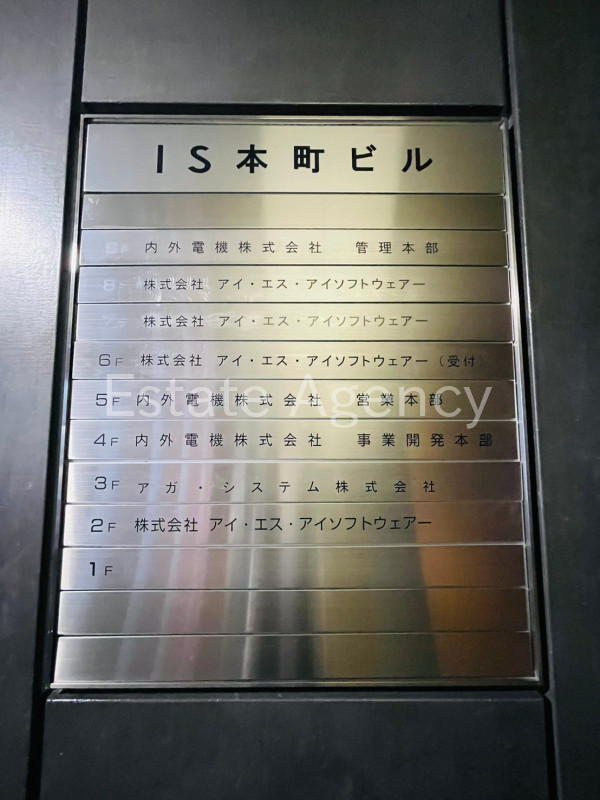 IS本町ビル
内外電機株式会社 管理本部
8F 株式会社 アイ・エス・アイソフトウェアー
株式会社 アイ・エス・アイソフトウェアー
6F 株式会社 アイ・エス・アイソフトウェアー（受付）
5F 内外電機株式会社 営業本部
Estate Agency
4F 内外電機株式会社 事業開発本部
3F アガ・システム株式会社
2F 株式会社 アイ・エス・アイソフトウェアー
1F